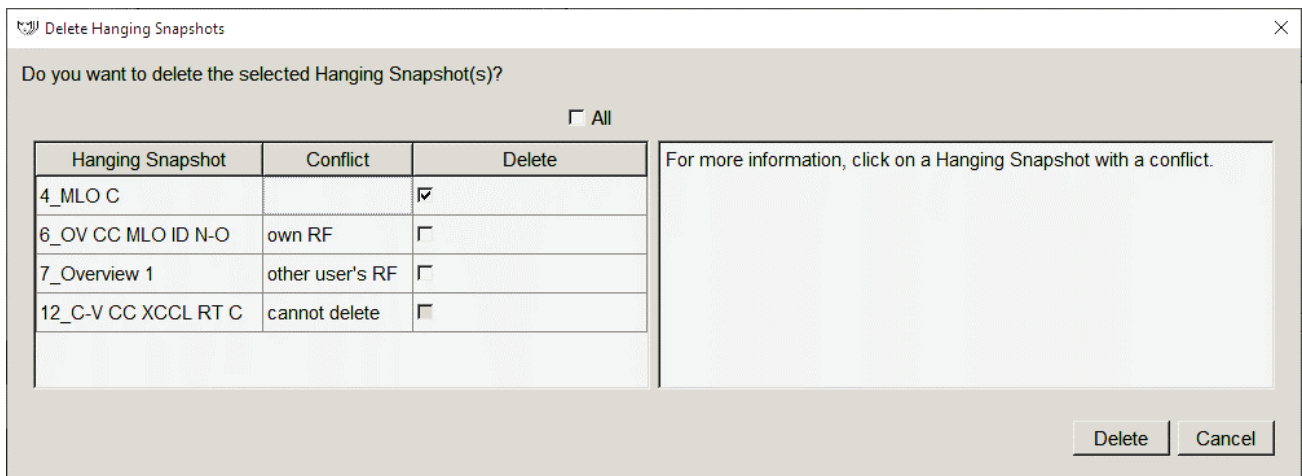 Delete Hanging Snapshots
Do you want to delete the selected Hanging Snapshot(s)?
All
Hanging Snapshot Conflict Delete
4_MLO C
6_OV CC MLO ID N-O own RF
7_Overview 1 other user's RF
12_C-V CC XCCL RT C cannot delete
For more information, click on a Hanging Snapshot with a conflict.
Delete Cancel